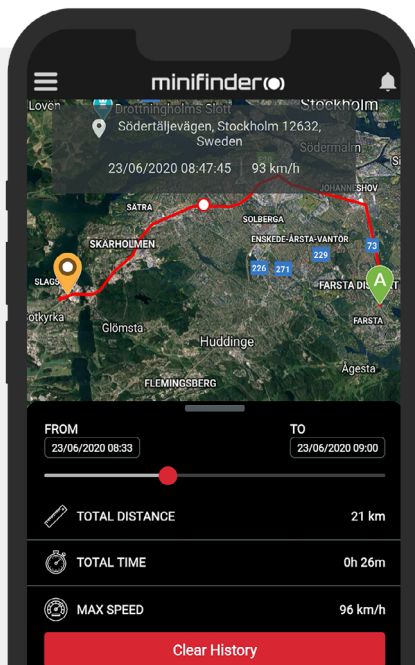 minifinder
Lovön
Drottningholms Slott
Stockholm
Södertäljevägen, Stockholm 12632,
Sweden
Södermalm
23/06/2020 08:47:45 | 93 km/h
JOHANNESHOV
SÄTRA
SOLBERGA
SKÄRHOLMEN
ENSKEDE-ÅRSTA-VANTÖR
73
229
226
271
SLAGS
FARSTA DIS
T
A
otkyrka
FARSTA
Glömsta
Huddinge
Ågesta
FLEMINGSBERG
FROM
TO
23/06/2020 08:33
23/06/2020 09:00
TOTAL DISTANCE
21 km
TOTAL TIME
0h 26m
MAX SPEED
96 km/h
Clear History